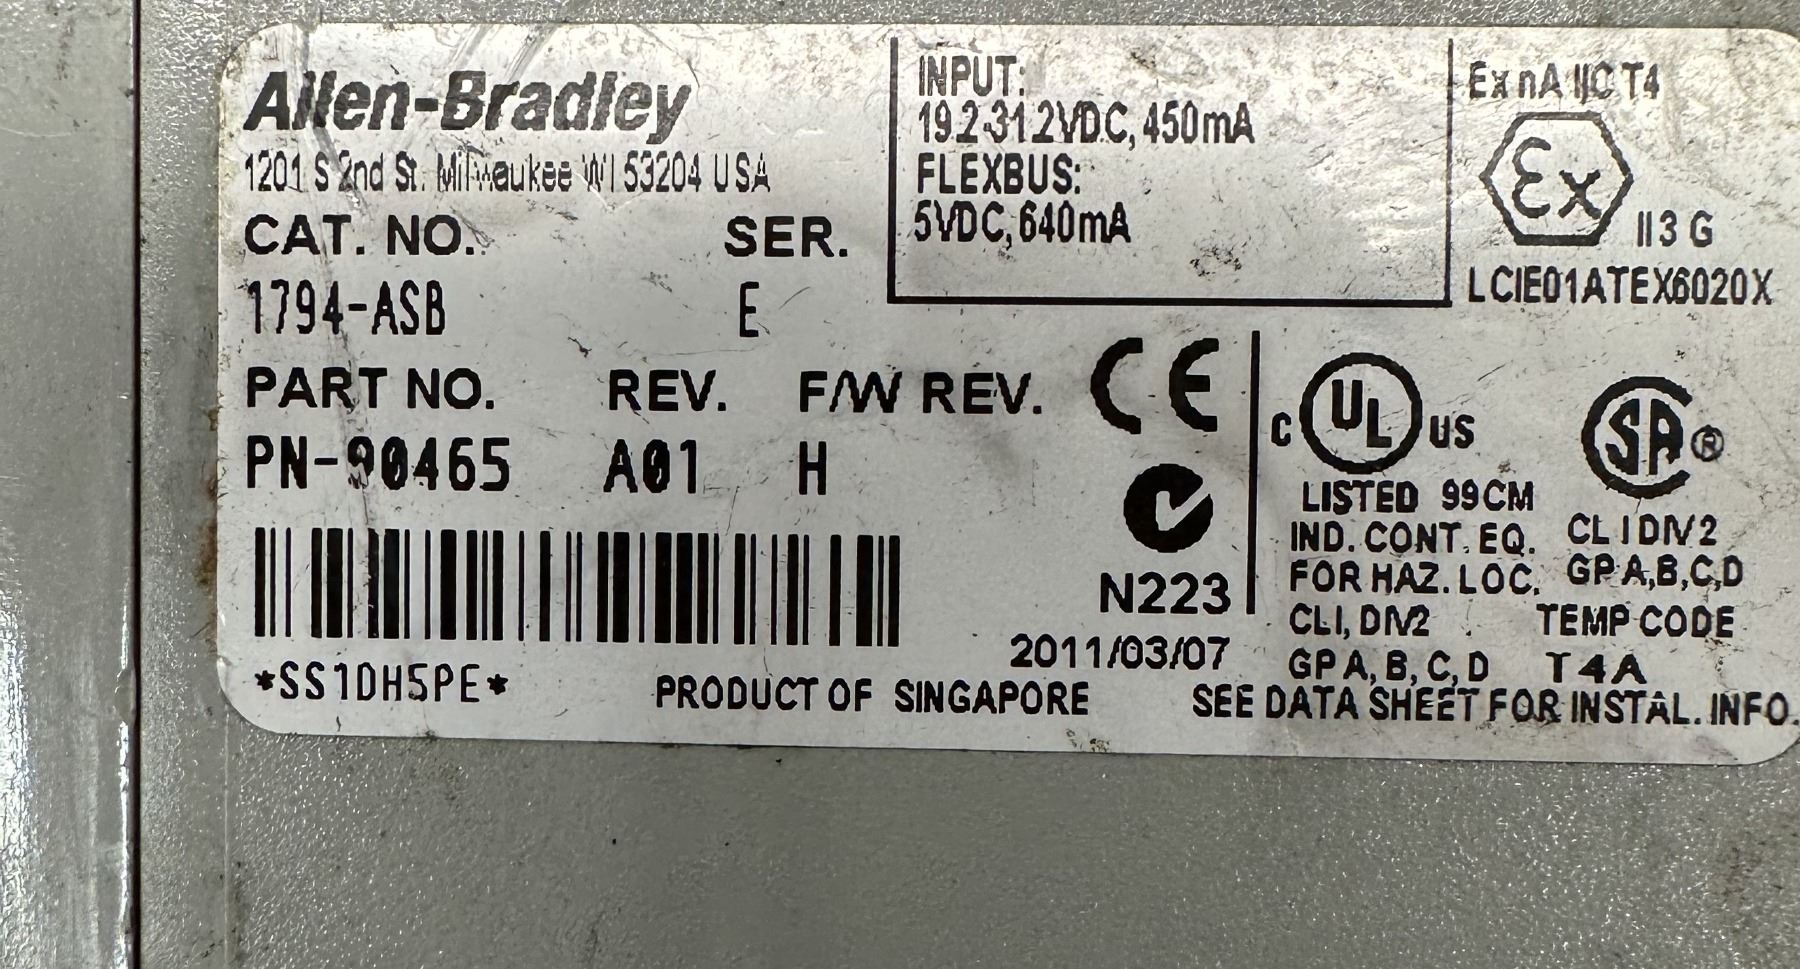 Allen-Bradley
1201 S 2nd St. Milwaukee WI 53204 USA
CAT. NO. SER.
1794-ASB E
PART NO. REV. F/W REV.
PN-90465 A01 H
*SS1DH5PE*
PRODUCT OF SINGAPORE
INPUT:
19.2-31.2VDC, 450mA
FLEXBUS:
5VDC, 640mA
Ex nA IIC T4
Ex
II 3 G
LCIE01ATEX6020X
CE
N223
2011/03/07
C UL US
LISTED 99CM
IND. CONT. EQ.
FOR HAZ. LOC.
CL I, DIV2
GP A, B, C, D
SA®
CL I DIV 2
GP A,B,C,D
TEMP CODE
T4A
SEE DATA SHEET FOR INSTAL. INFO.